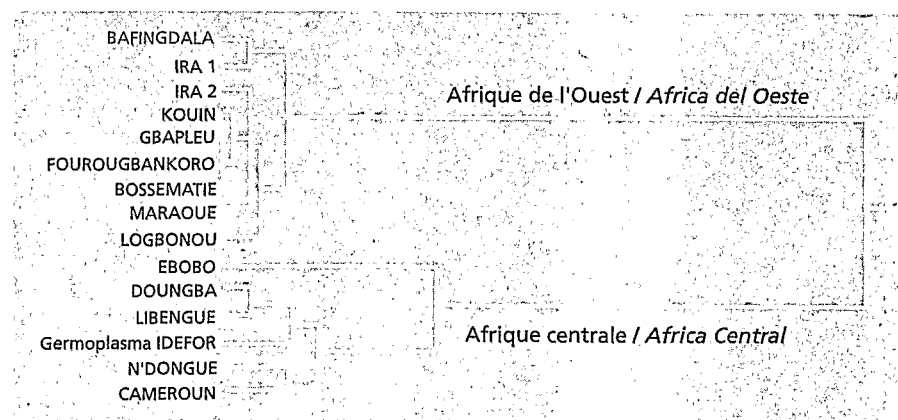 BAFINGDALA
IRA 1
IRA 2
Afrique de l'Ouest / Africa del Oeste
KOUIN
GBAPLEU
FOUROUGBANKORO
BOSSEMATIE
MARAOUE
LOGBONOU
EBOBO
DOUNGBA
LIBENGUE
Afrique centrale / Africa Central
Germoplasma IDEFOR
N'DONGUE
CAMEROUN